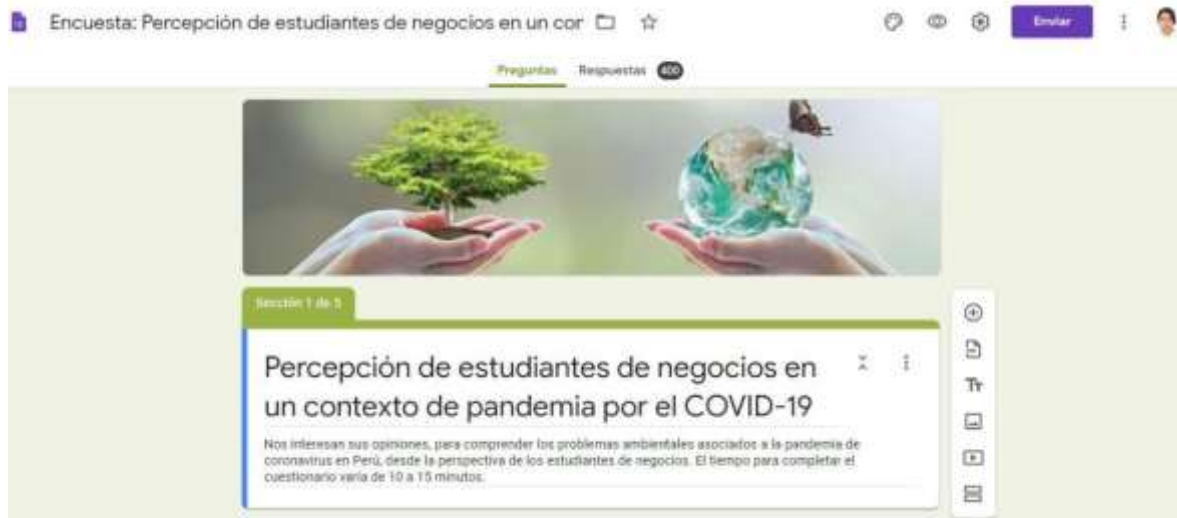 Encuesta: Percepción de estudiantes de negocios en un cor
Enviar
Preguntas Respuestas 400
Sección 1 de 5
Percepción de estudiantes de negocios en
un contexto de pandemia por el COVID-19
Nos interesan sus opiniones, para comprender los problemas ambientales asociados a la pandemia de
coronavirus en Perú, desde la perspectiva de los estudiantes de negocios. El tiempo para completar el
cuestionario varía de 10 a 15 minutos.
Tr